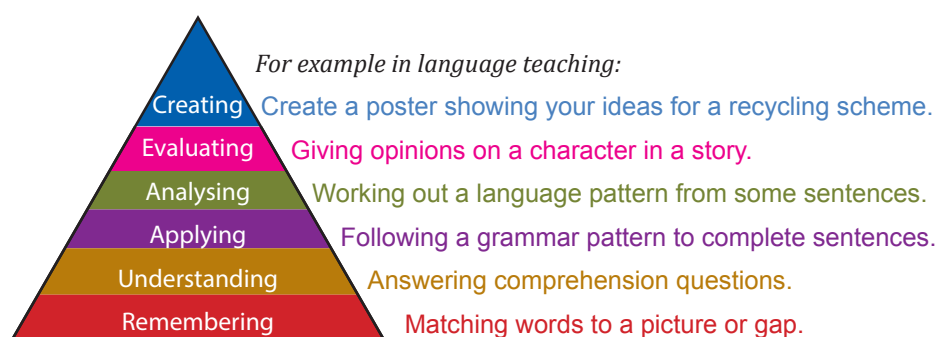 For example in language teaching:
Creating Create a poster showing your ideas for a recycling scheme.
Evaluating Giving opinions on a character in a story.
Analysing Working out a language pattern from some sentences.
Applying Following a grammar pattern to complete sentences.
Understanding Answering comprehension questions.
Remembering Matching words to a picture or gap.